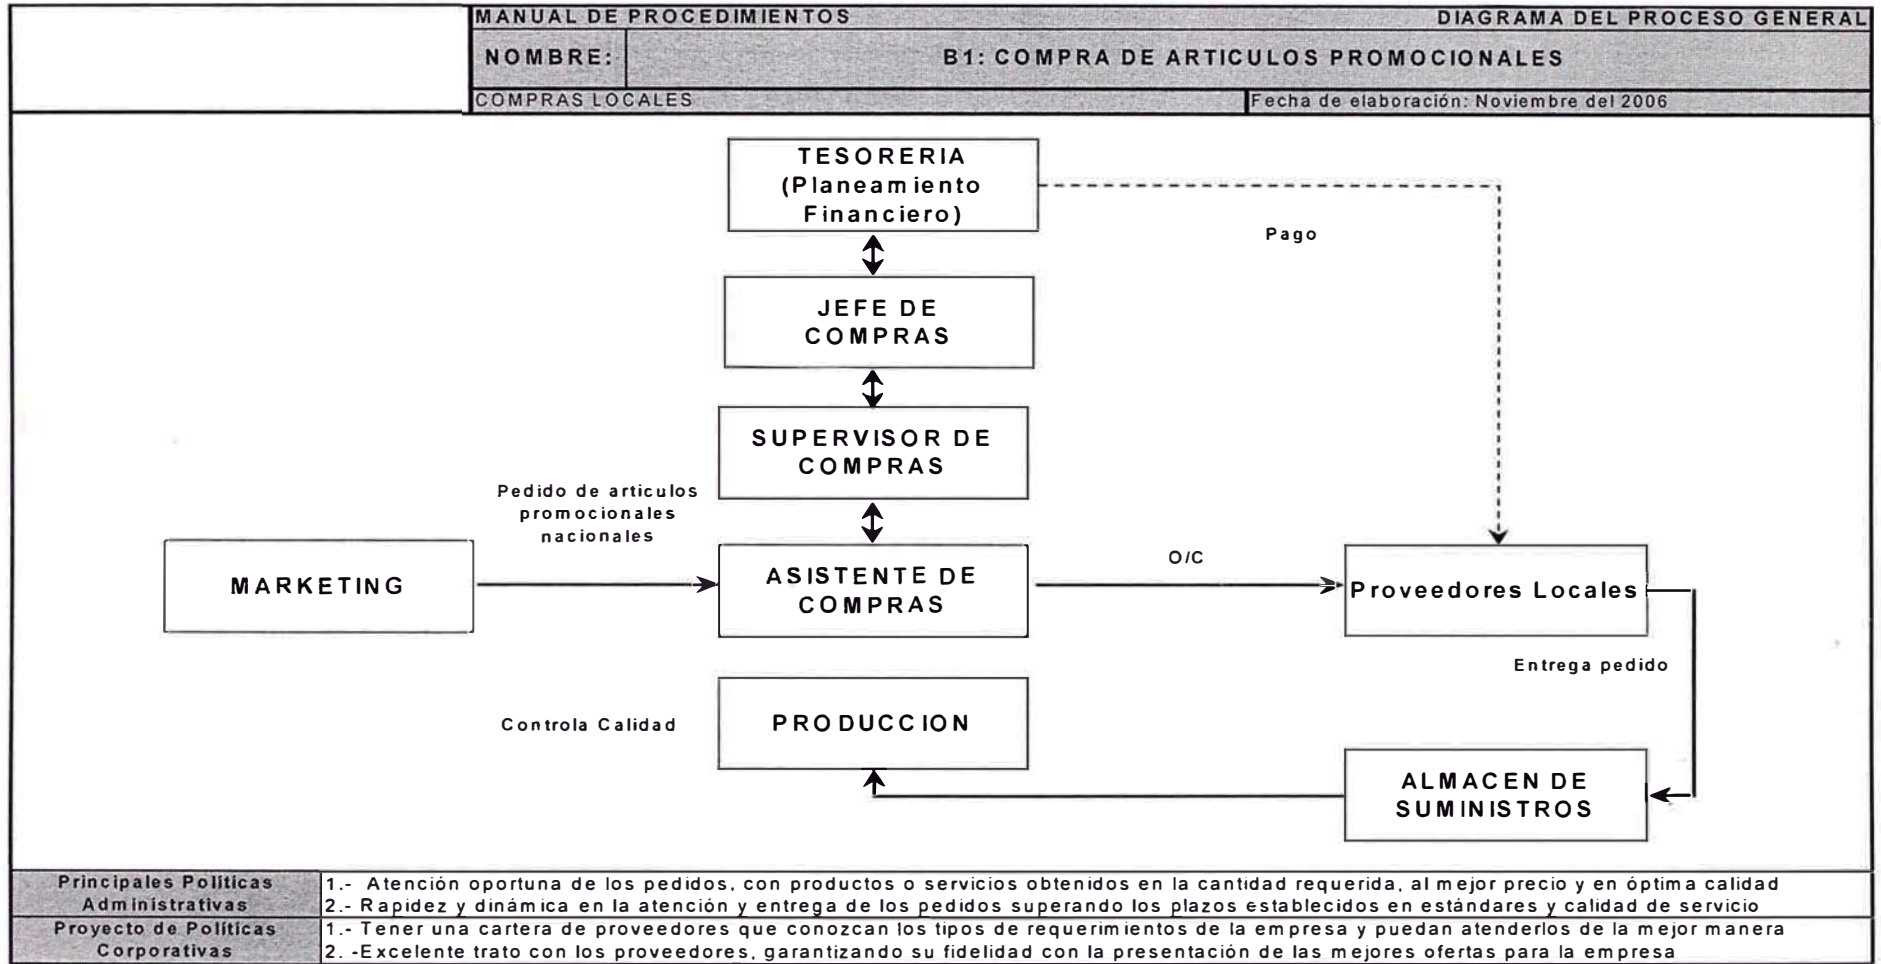 MANUAL DE PROCEDIMIENTOS DIAGRAMA DEL PROCESO GENERAL
NOMBRE: B1: COMPRA DE ARTICULOS PROMOCIONALES
COMPRAS LOCALES Fecha de elaboración: Noviembre del 2006
TESORERIA
(Planeamiento
Financiero)
Pago
JEFE DE
COMPRAS
SUPERVISOR DE
COMPRAS
Pedido de articulos
promocionales
nacionales
MARKETING
ASISTENTE DE
COMPRAS
O/C
Proveedores Locales
Entrega pedido
Controla Calidad
PRODUCCION
ALMACEN DE
SUMINISTROS
Principales Políticas
Administrativas
1.- Atención oportuna de los pedidos, con productos o servicios obtenidos en la cantidad requerida, al mejor precio y en óptima calidad
2.- Rapidez y dinámica en la atención y entrega de los pedidos superando los plazos establecidos en estándares y calidad de servicio
Proyecto de Políticas
Corporativas
1.- Tener una cartera de proveedores que conozcan los tipos de requerimientos de la empresa y puedan atenderlos de la mejor manera
2. -Excelente trato con los proveedores, garantizando su fidelidad con la presentación de las mejores ofertas para la empresa